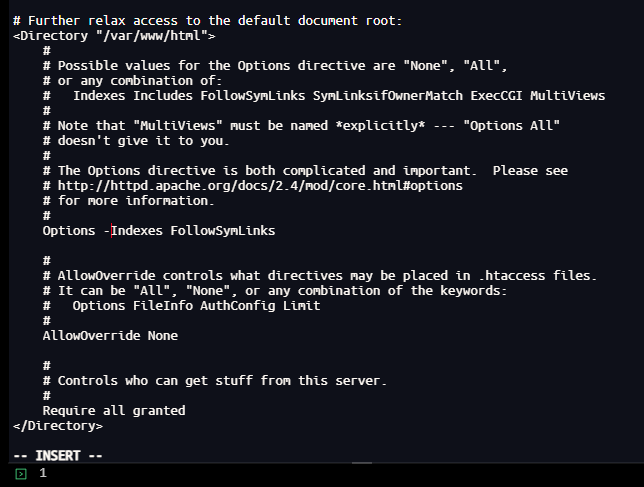 # Further relax access to the default document root:
<Directory "/var/www/html">
    #
    # Possible values for the Options directive are "None", "All",
    # or any combination of:
    #   Indexes Includes FollowSymLinks SymLinksifOwnerMatch ExecCGI MultiViews
    #
    # Note that "MultiViews" must be named *explicitly* --- "Options All"
    # doesn't give it to you.
    #
    # The Options directive is both complicated and important.  Please see
    # http://httpd.apache.org/docs/2.4/mod/core.html#options
    # for more information.
    #
    Options -Indexes FollowSymLinks

    #
    # AllowOverride controls what directives may be placed in .htaccess files.
    # It can be "All", "None", or any combination of the keywords:
    #   Options FileInfo AuthConfig Limit
    #
    AllowOverride None

    #
    # Controls who can get stuff from this server.
    #
    Require all granted
</Directory>

-- INSERT --
1